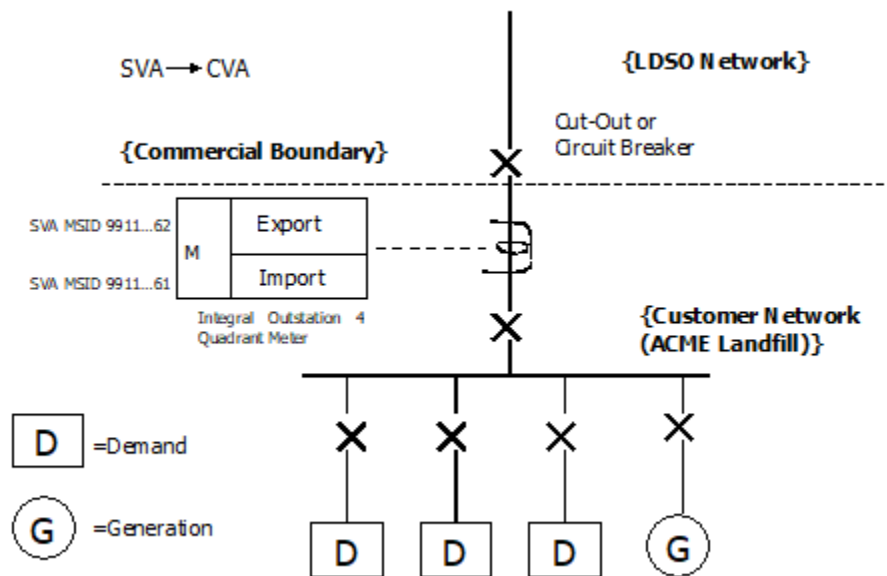 SVA→CVA
{LDSO Network}
Cut-Out or
Circuit Breaker
{Commercial Boundary}
SVA MSID 9911...62
Export
M
SVA MSID 9911...61
Import
Integral Outstation 4
Quadrant Meter
{Customer Network
(ACME Landfill)}
D =Demand
G =Generation
D D D G